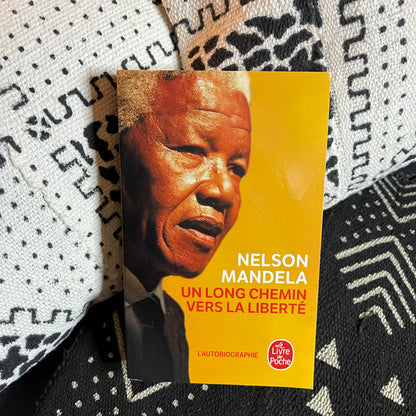 NELSON
MANDELA
UN LONG CHEMIN
VERS LA LIBERTÉ
L'AUTOBIOGRAPHIE
Le
Livre
de
Poche